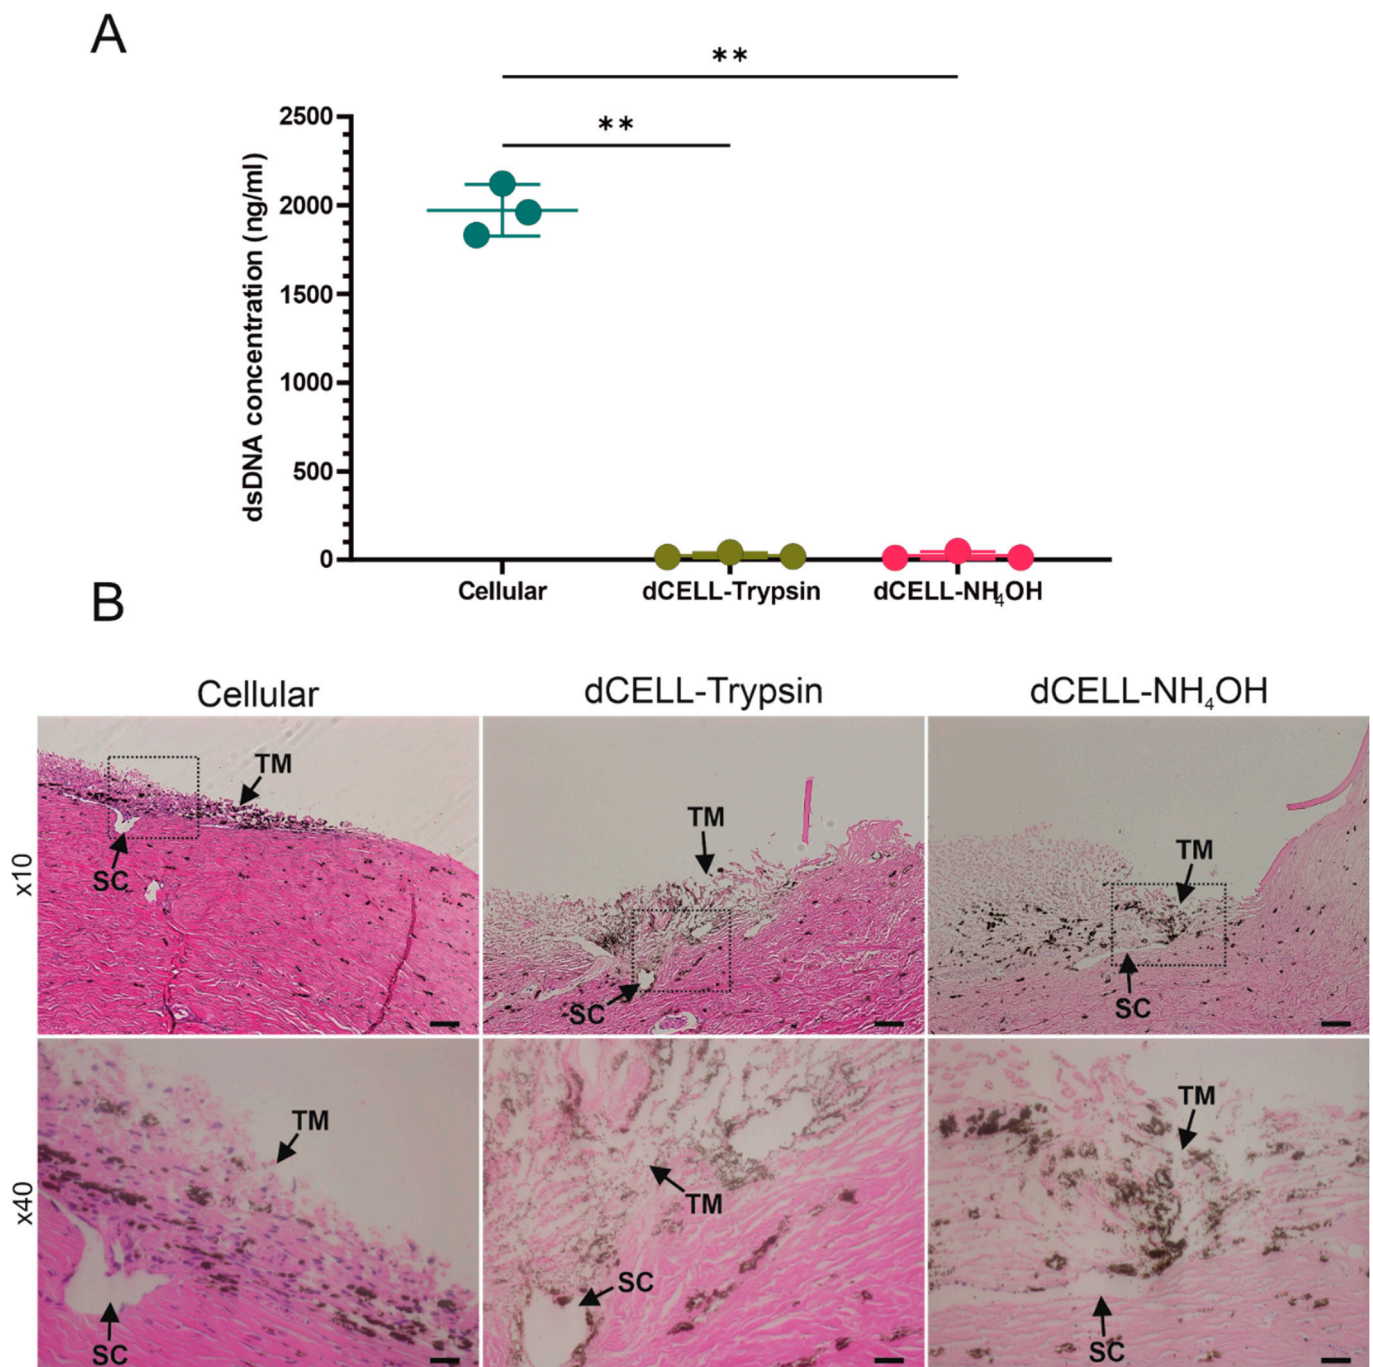 A
**
**
2500
2000
1500
1000
500
0
dsDNA concentration (ng/ml)
Cellular
dCELL-Trypsin
dCELL-NH₄OH
B
Cellular
dCELL-Trypsin
dCELL-NH₄OH
x10
TM
SC
TM
SC
TM
SC
x40
TM
SC
TM
SC
TM
SC